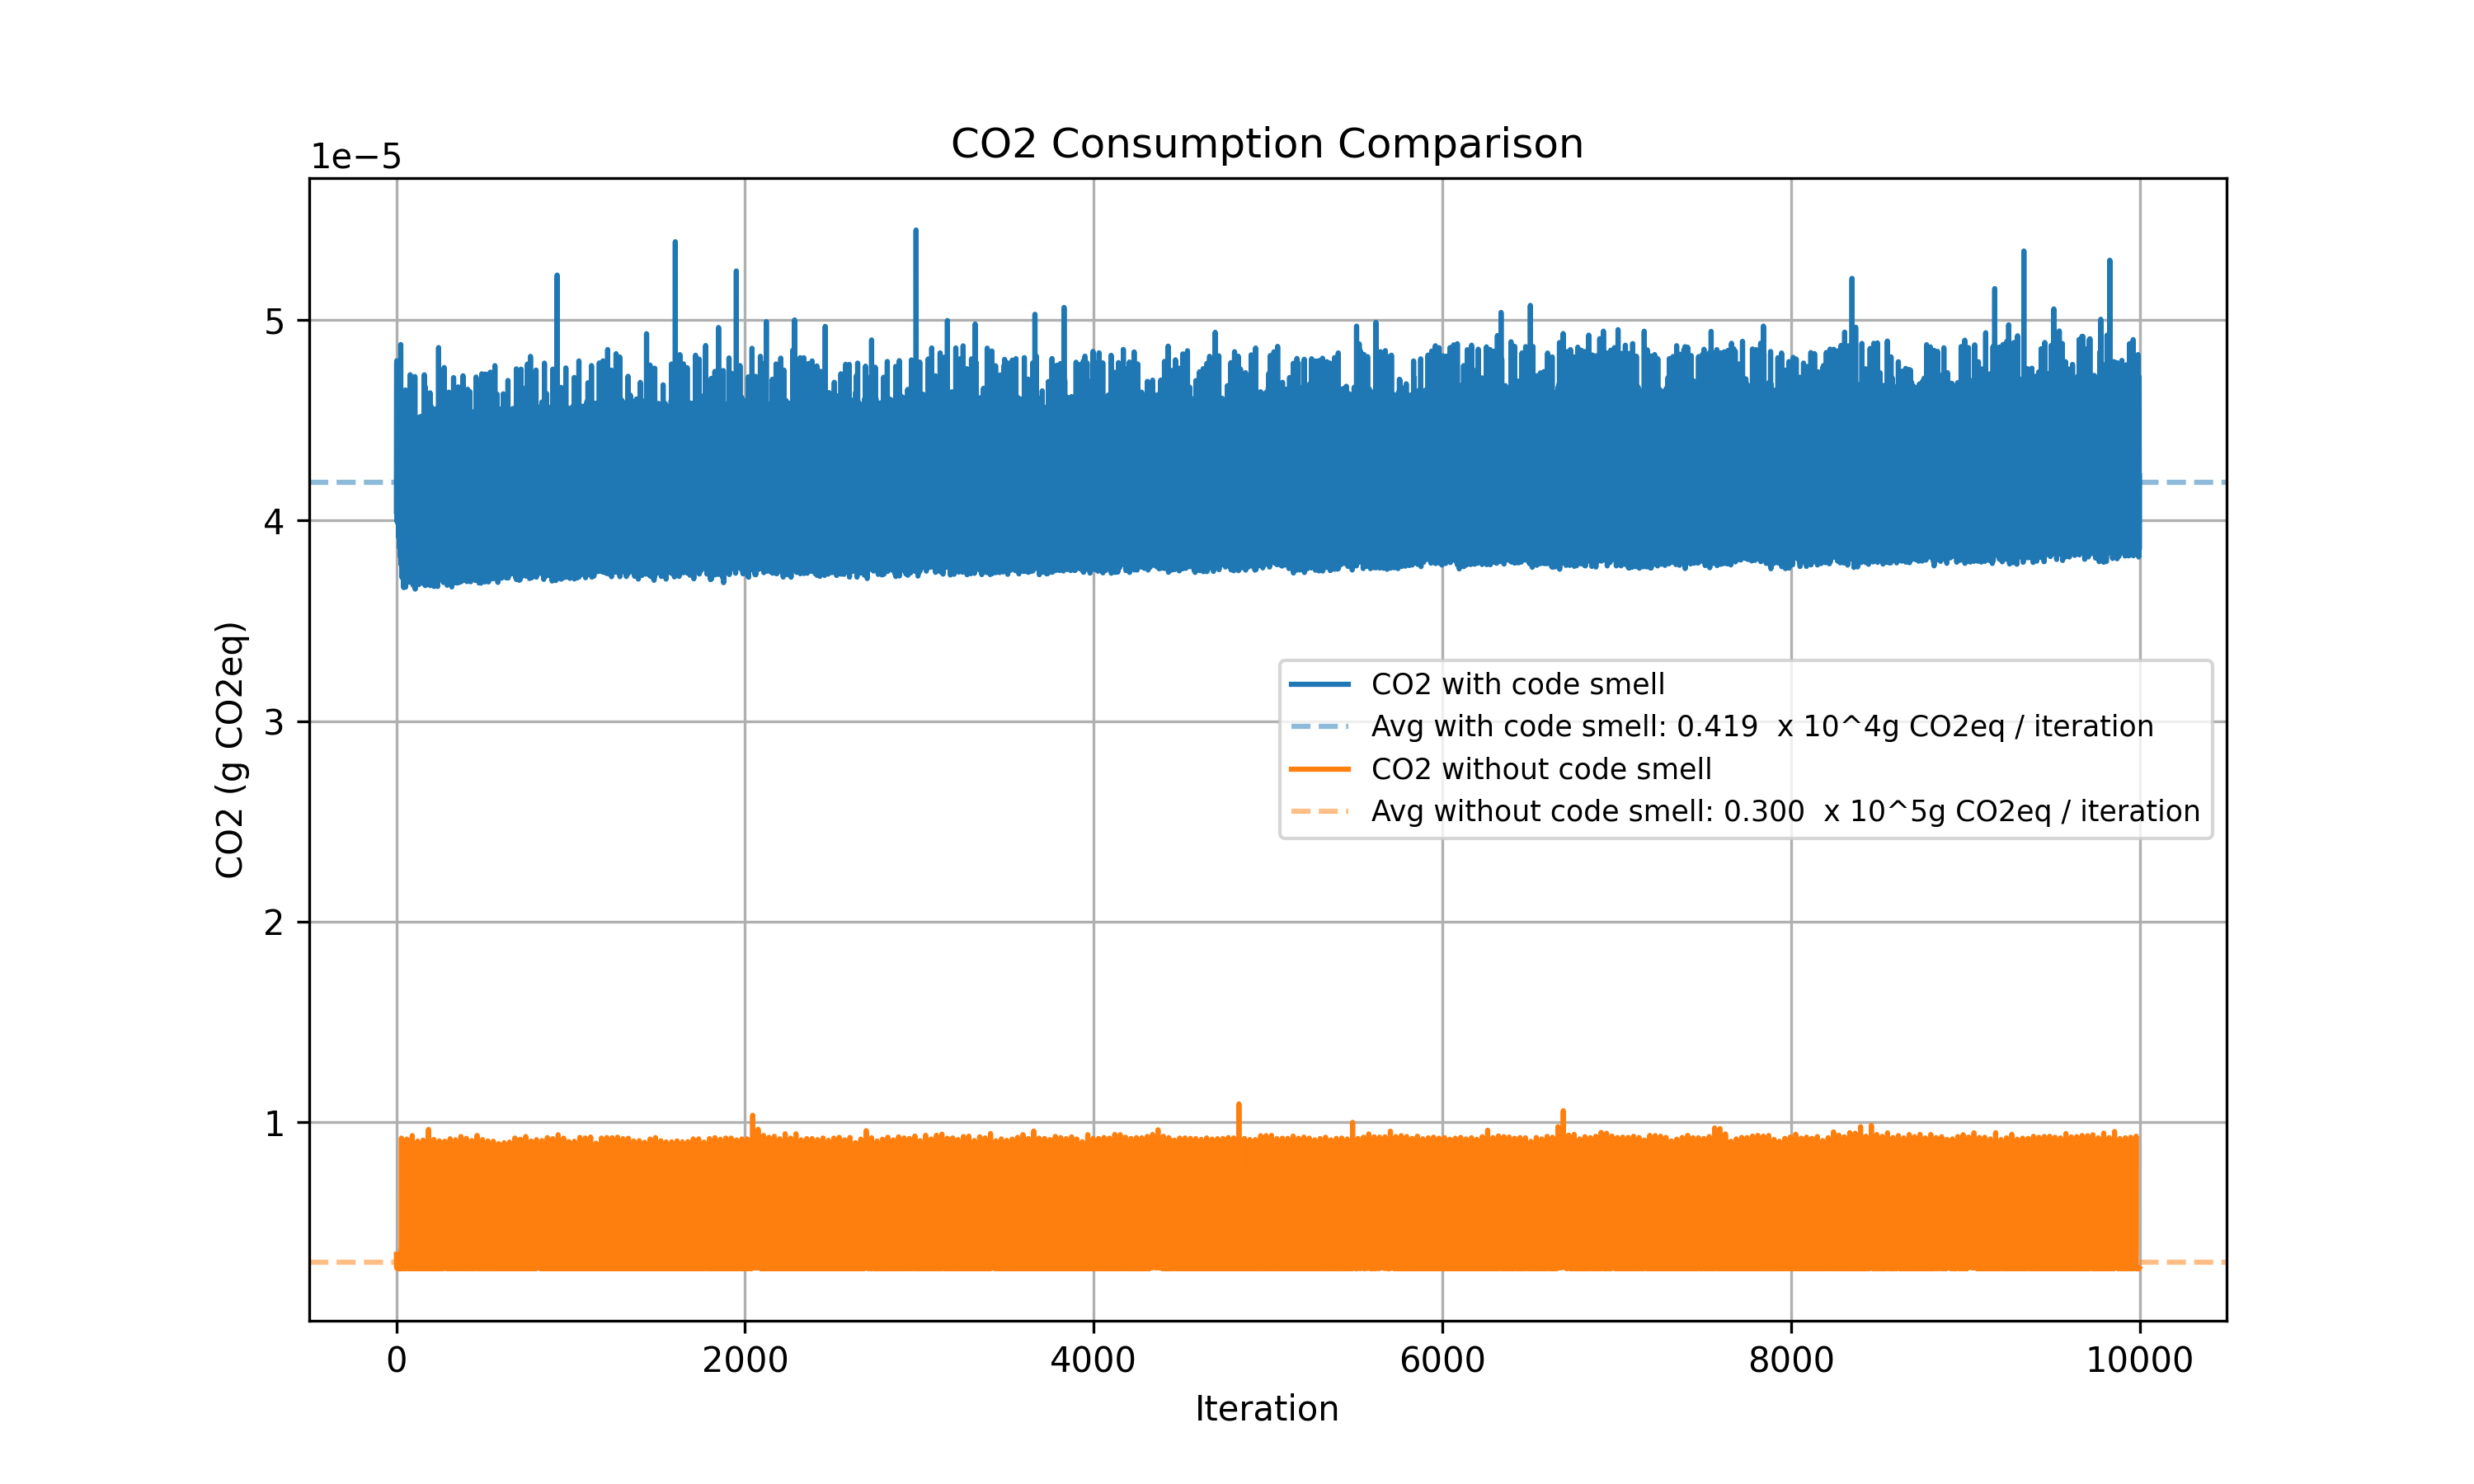 CO2 Consumption Comparison
1e−5
5
4
3
2
1
CO2 (g CO2eq)
CO2 with code smell
Avg with code smell: 0.419  x 10^4g CO2eq / iteration
CO2 without code smell
Avg without code smell: 0.300  x 10^5g CO2eq / iteration
0 2000 4000 6000 8000 10000
Iteration